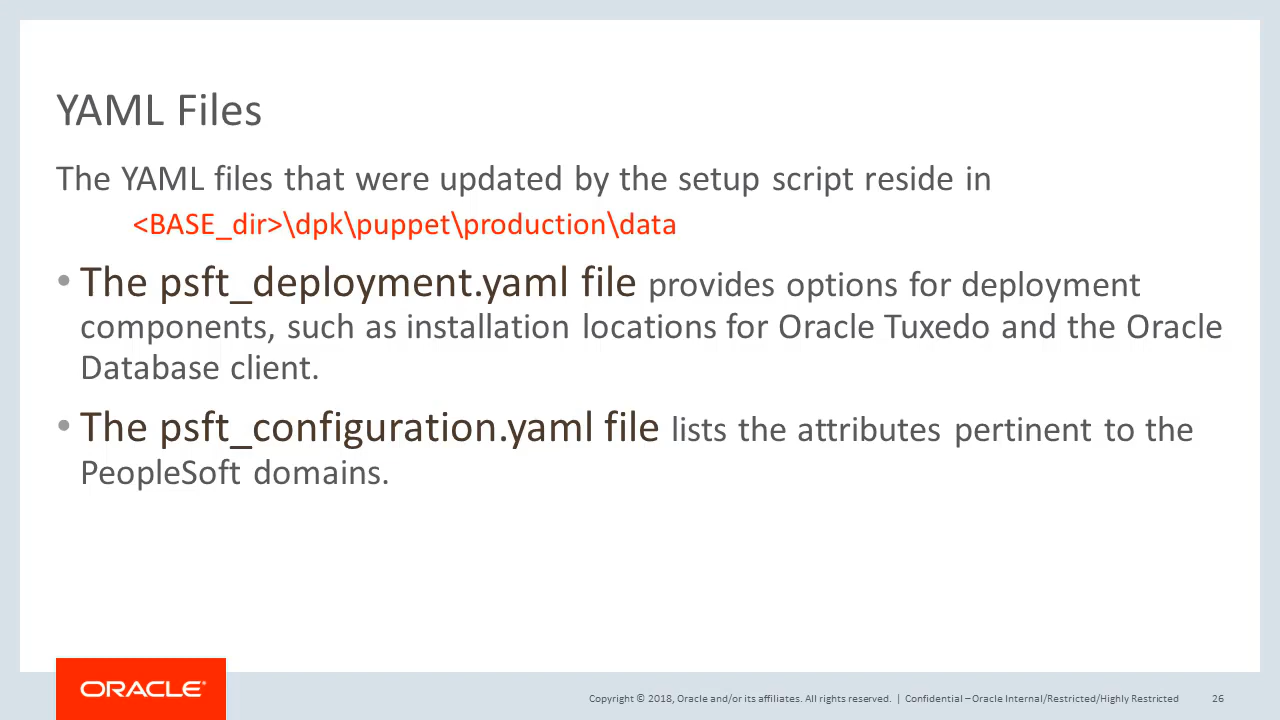 YAML Files
The YAML files that were updated by the setup script reside in
<BASE_dir>\dpk\puppet\production\data
• The psft_deployment.yaml file provides options for deployment
components, such as installation locations for Oracle Tuxedo and the Oracle
Database client.
• The psft_configuration.yaml file lists the attributes pertinent to the
PeopleSoft domains.
ORACLE®
Copyright © 2018, Oracle and/or its affiliates. All rights reserved. | Confidential – Oracle Internal/Restricted/Highly Restricted 26